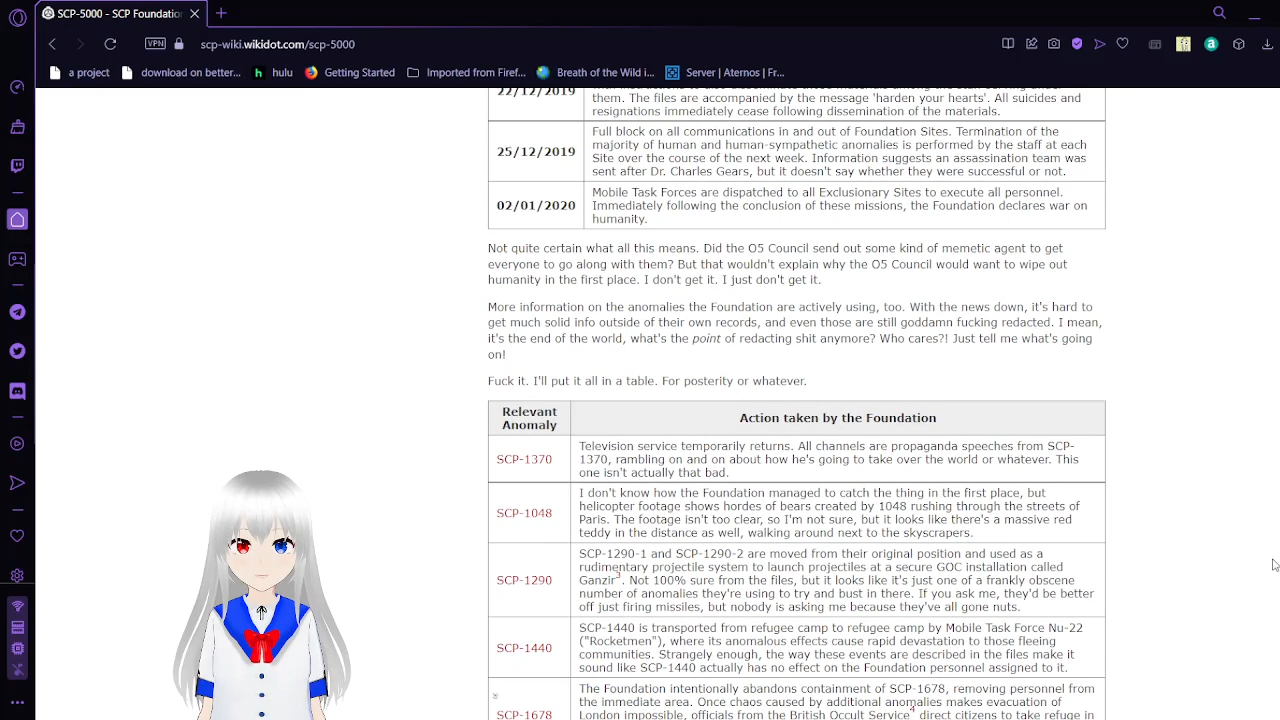 SCP-5000 - SCP Foundation
VPN
scp-wiki.wikidot.com/scp-5000
a project
download on better...
hulu
Getting Started
Imported from Firef...
Breath of the Wild i...
Server | Aternos | Fr...
22/12/2019
them. The files are accompanied by the message 'harden your hearts'. All suicides and
resignations immediately cease following dissemination of the materials.
25/12/2019
Full block on all communications in and out of Foundation Sites. Termination of the
majority of human and human-sympathetic anomalies is performed by the staff at each
Site over the course of the next week. Information suggests an assassination team was
sent after Dr. Charles Gears, but it doesn't say whether they were successful or not.
02/01/2020
Mobile Task Forces are dispatched to all Exclusionary Sites to execute all personnel.
Immediately following the conclusion of these missions, the Foundation declares war on
humanity.
Not quite certain what all this means. Did the O5 Council send out some kind of memetic agent to get
everyone to go along with them? But that wouldn't explain why the O5 Council would want to wipe out
humanity in the first place. I don't get it. I just don't get it.
More information on the anomalies the Foundation are actively using, too. With the news down, it's hard to
get much solid info outside of their own records, and even those are still goddamn fucking redacted. I mean,
it's the end of the world, what's the point of redacting shit anymore? Who cares?! Just tell me what's going
on!
Fuck it. I'll put it all in a table. For posterity or whatever.
Relevant
Anomaly
Action taken by the Foundation
SCP-1370
Television service temporarily returns. All channels are propaganda speeches from SCP-
1370, rambling on and on about how he's going to take over the world or whatever. This
one isn't actually that bad.
SCP-1048
I don't know how the Foundation managed to catch the thing in the first place, but
helicopter footage shows hordes of bears created by 1048 rushing through the streets of
Paris. The footage isn't too clear, so I'm not sure, but it looks like there's a massive red
teddy in the distance as well, walking around next to the skyscrapers.
SCP-1290
SCP-1290-1 and SCP-1290-2 are moved from their original position and used as a
rudimentary projectile system to launch projectiles at a secure GOC installation called
Ganzir3. Not 100% sure from the files, but it looks like it's just one of a frankly obscene
number of anomalies they're using to try and bust in there. If you ask me, they'd be better
off just firing missiles, but nobody is asking me because they've all gone nuts.
SCP-1440
SCP-1440 is transported from refugee camp to refugee camp by Mobile Task Force Nu-22
("Rocketmen"), where its anomalous effects cause rapid devastation to those fleeing
communities. Strangely enough, the way these events are described in the files make it
sound like SCP-1440 actually has no effect on the Foundation personnel assigned to it.
SCP-1678
The Foundation intentionally abandons containment of SCP-1678, removing personnel from
the immediate area. Once chaos caused by additional anomalies makes evacuation of
London impossible, officials from the British Occult Service4 direct citizens to take refuge in